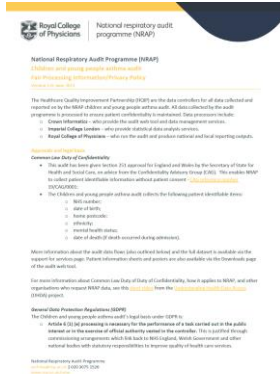 Royal College of Physicians
National respiratory audit programme (NRAP)
National Respiratory Audit Programme (NRAP)
Children and young people asthma audit
Fair Processing Information/Privacy Policy
The Healthcare Quality Improvement Partnership (HQIP) are the data controllers for all data collected and reported
on by the NRAP children and young people asthma audit. All data collected by the audit
programme is processed to ensure patient confidentiality is maintained. Data processors include:
o Crown Informatics – who provide the audit web tool and data management services.
o Imperial College London – who provide statistical data analysis services.
o Royal College of Physicians – who run the audit and produce national and local reporting outputs.
Approvals and legal basis
Common Law Duty of Confidentiality
• This audit has been given Section 251 approval for England and Wales by the Secretary of State for
Health and Social Care, on advice from the Confidentiality Advisory Group (CAG). This enables NRAP
to collect patient identifiable information without patient consent -
• The Children and young people asthma audit collects the following patient identifiable items:
o NHS number;
o date of birth;
o home postcode;
o ethnicity;
o mental health status;
o date of death (if death occurred during admission).
More information about the audit data flows (also outlined below) and the full dataset is available via the
support for services page. Patient information sheets and posters are also available via the Downloads page
of the audit web tool.
For more information about Common Law Duty of Duty of Confidentiality, how it applies to NRAP, and other
organisations who request NRAP data, see this
General Data Protection Regulations (GDPR)
The Children and young people asthma audit's legal basis under GDPR is:
o Article 6 (1) (e) processing is necessary for the performance of a task carried out in the public
interest or in the exercise of official authority vested in the controller. This is justified through
commissioning arrangements which link back to NHS England, Welsh Government and other
national bodies with statutory responsibilities to improve quality of health care services.
National Respiratory Audit Programme